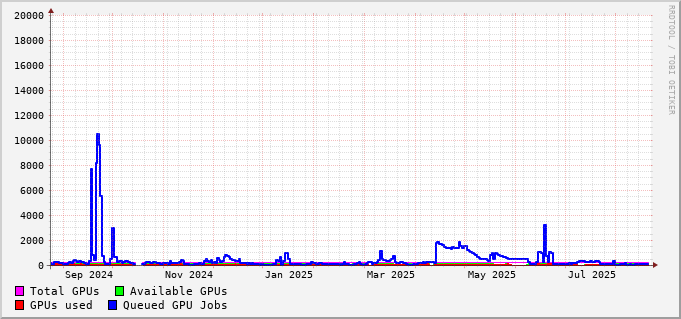 20000
18000
16000
14000
12000
10000
8000
6000
4000
2000
0
Sep 2024 Nov 2024 Jan 2025 Mar 2025 May 2025 Jul 2025
Total GPUs Available GPUs
GPUs used Queued GPU Jobs
RRDTOOL / TOBI OETIKER